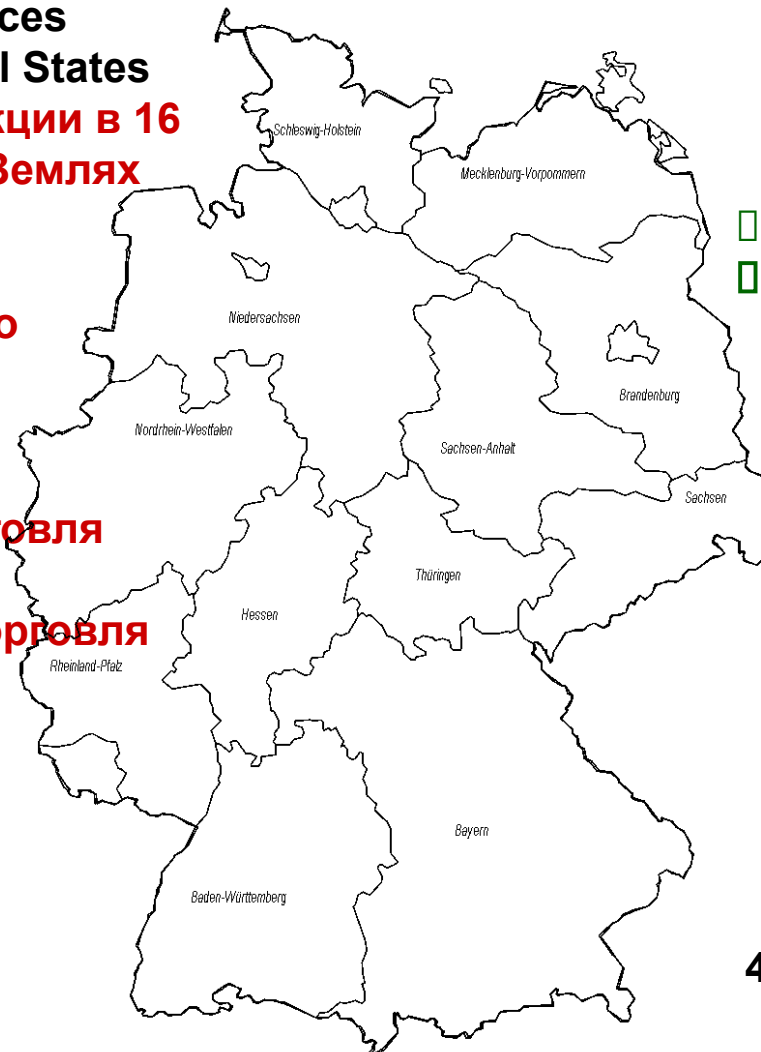 ces
l States
кции в 16
Землях
о
говля
орговля
Schleswig-Holstein
Mecklenburg-Vorpommern
Niedersachsen
Brandenburg
Nordrhein-Westfalen
Sachsen-Anhalt
Sachsen
Thüringen
Hessen
Rheinland-Pfalz
Bayern
Baden-Württemberg
4